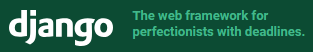 django
The web framework for
perfectionists with deadlines.